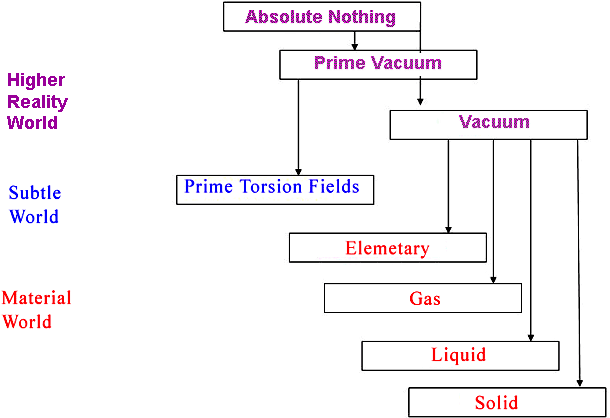 Absolute Nothing
Prime Vacuum
Higher
Reality
World
Vacuum
Prime Torsion Fields
Subtle
World
Elemetary
Material
World
Gas
Liquid
Solid